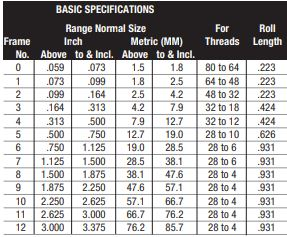 BASIC SPECIFICATIONS
Range Normal Size For Roll
Frame Inch Metric (MM) Threads Length
No. Above to & Incl. Above to & Incl.
0 .059 .073 1.5 1.8 80 to 64 .223
1 .073 .099 1.8 2.5 64 to 48 .223
2 .099 .164 2.5 4.2 48 to 32 .223
3 .164 .313 4.2 7.9 32 to 18 .424
4 .313 .500 7.9 12.7 32 to 12 .424
5 .500 .750 12.7 19.0 28 to 10 .626
6 .750 1.125 19.0 28.5 28 to 6 .931
7 1.125 1.500 28.5 38.1 28 to 6 .931
8 1.500 1.875 38.1 47.6 28 to 4 .931
9 1.875 2.250 47.6 57.1 28 to 4 .931
10 2.250 2.625 57.1 66.7 28 to 4 .931
11 2.625 3.000 66.7 76.2 28 to 4 .931
12 3.000 3.375 76.2 85.7 28 to 4 .931